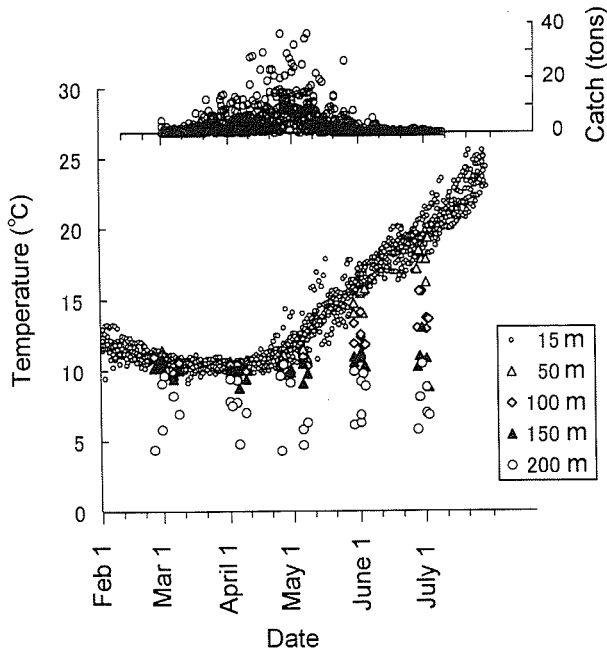 40
20
0
Catch (tons)
30
25
20
15
10
5
0
Temperature (°C)
15 m
50 m
100 m
150 m
200 m
Feb 1
Mar 1
April 1
May 1
June 1
July 1
Date